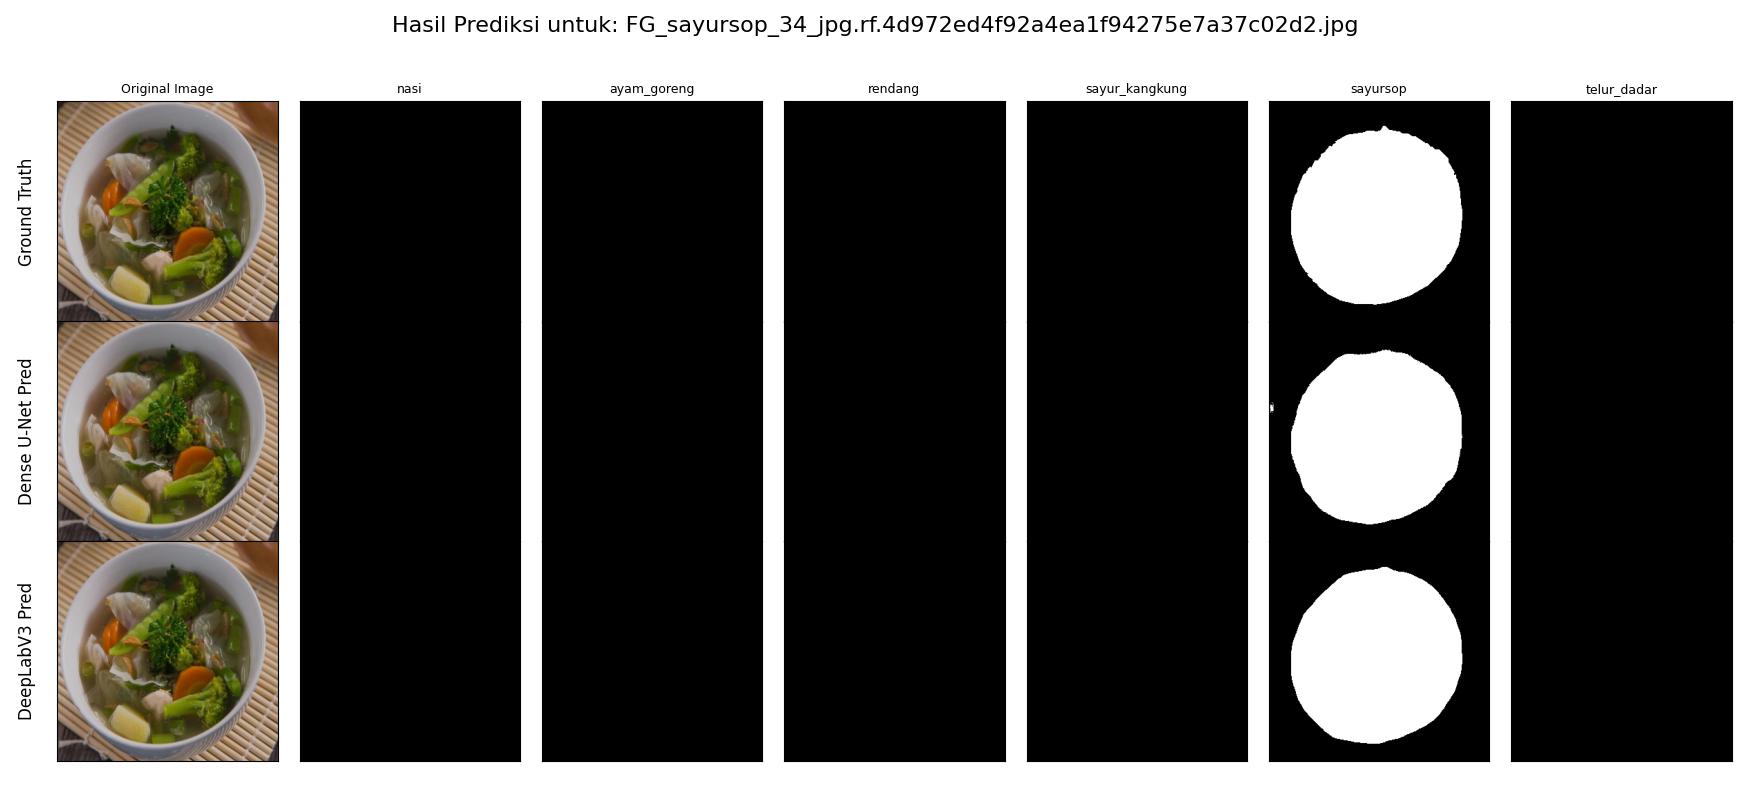 Hasil Prediksi untuk: FG_sayursop_34_jpg.rf.4d972ed4f92a4ea1f94275e7a37c02d2.jpg
Original Image
nasi
ayam_goreng
rendang
sayur_kangkung
sayursop
telur_dadar
Ground Truth
Dense U-Net Pred
DeepLabV3 Pred